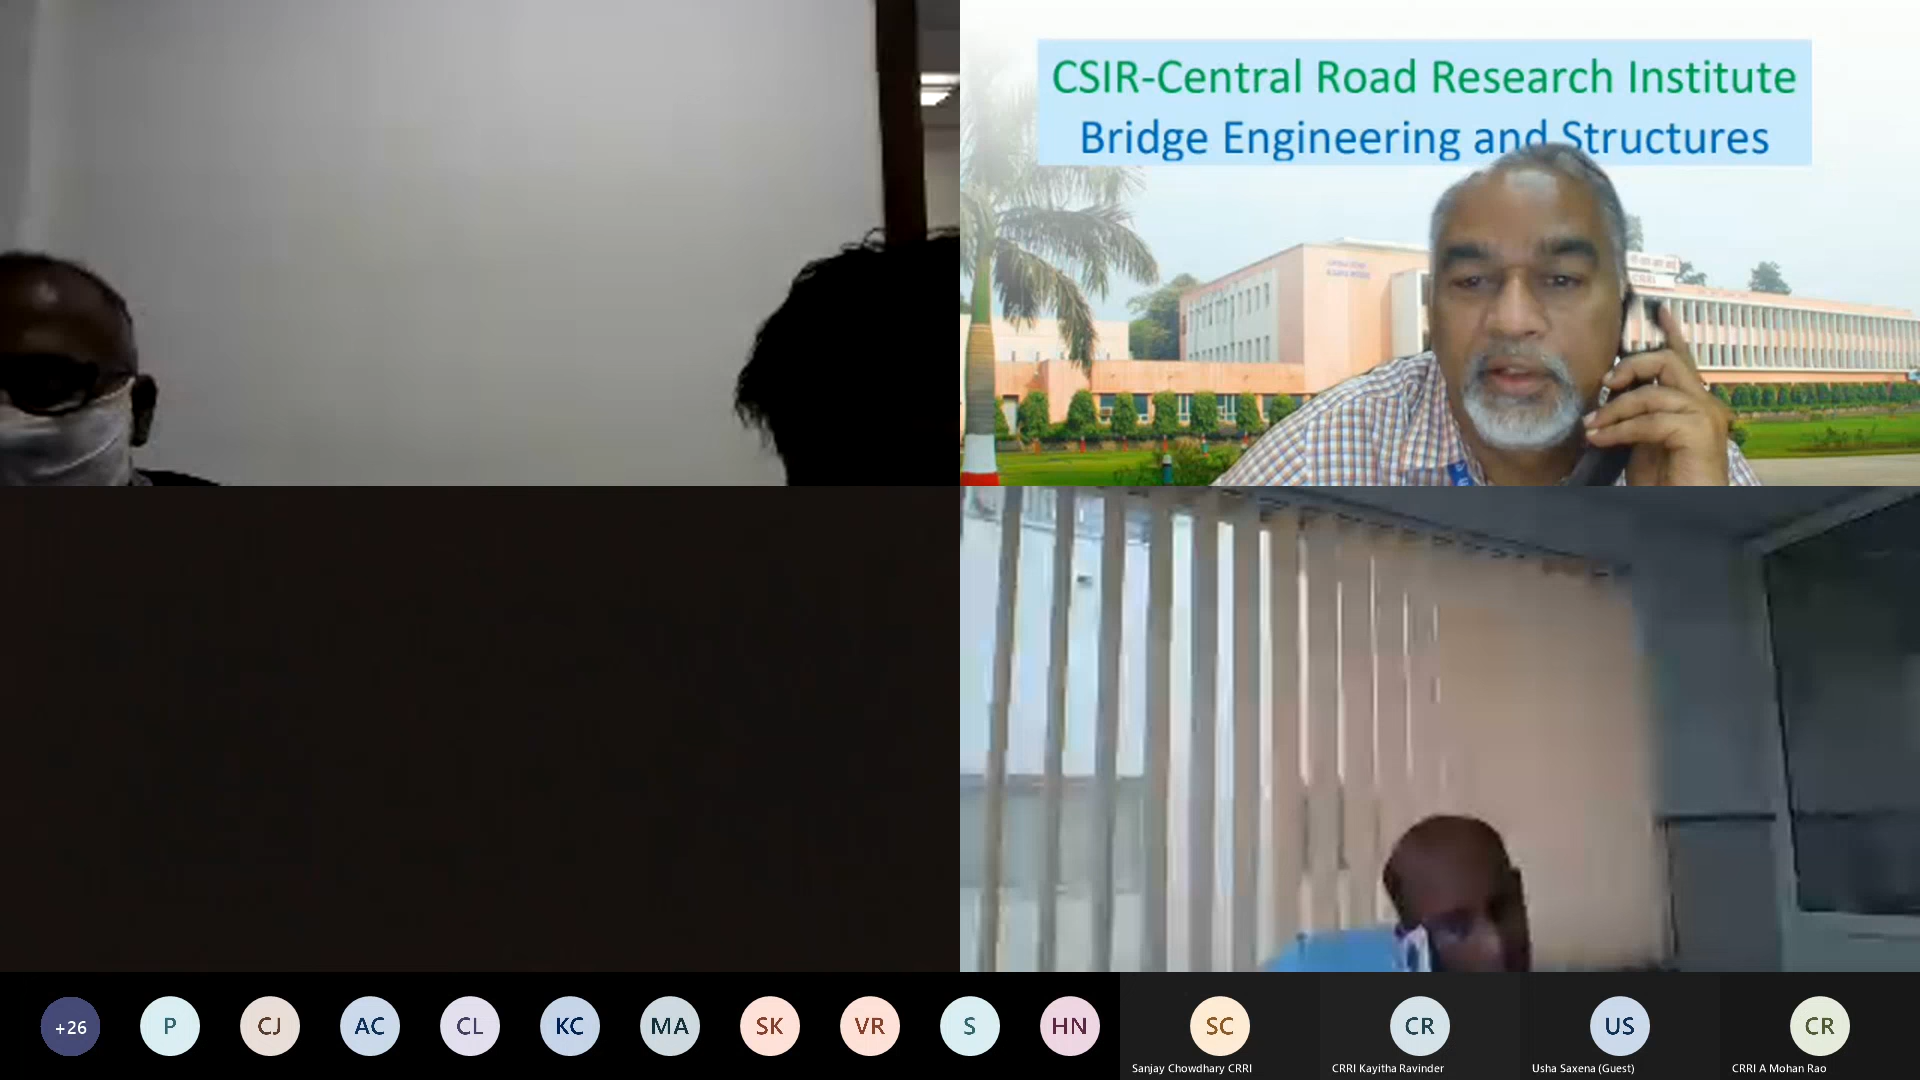 CSIR-Central Road Research Institute
Bridge Engineering and Structures
+26
P
CJ
AC
CL
KC
MA
SK
VR
S
HN
SC
CR
US
CR
Sanjay Chowdhary CRRI
CRRI Kayitha Ravinder
Usha Saxena (Guest)
CRRI A Mohan Rao